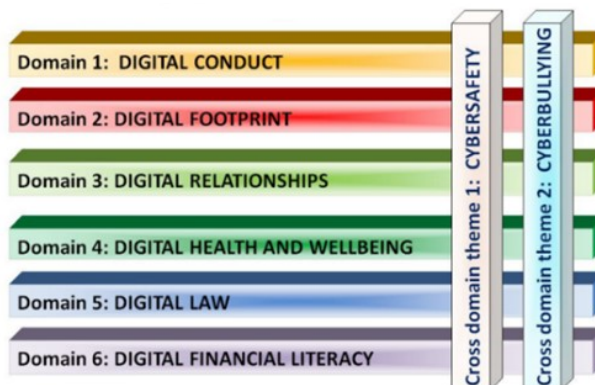 Domain 1: DIGITAL CONDUCT
Domain 2: DIGITAL FOOTPRINT
Domain 3: DIGITAL RELATIONSHIPS
Domain 4: DIGITAL HEALTH AND WELLBEING
Domain 5: DIGITAL LAW
Domain 6: DIGITAL FINANCIAL LITERACY
Cross domain theme 1: CYBERSAFETY
Cross domain theme 2: CYBERBULLYING